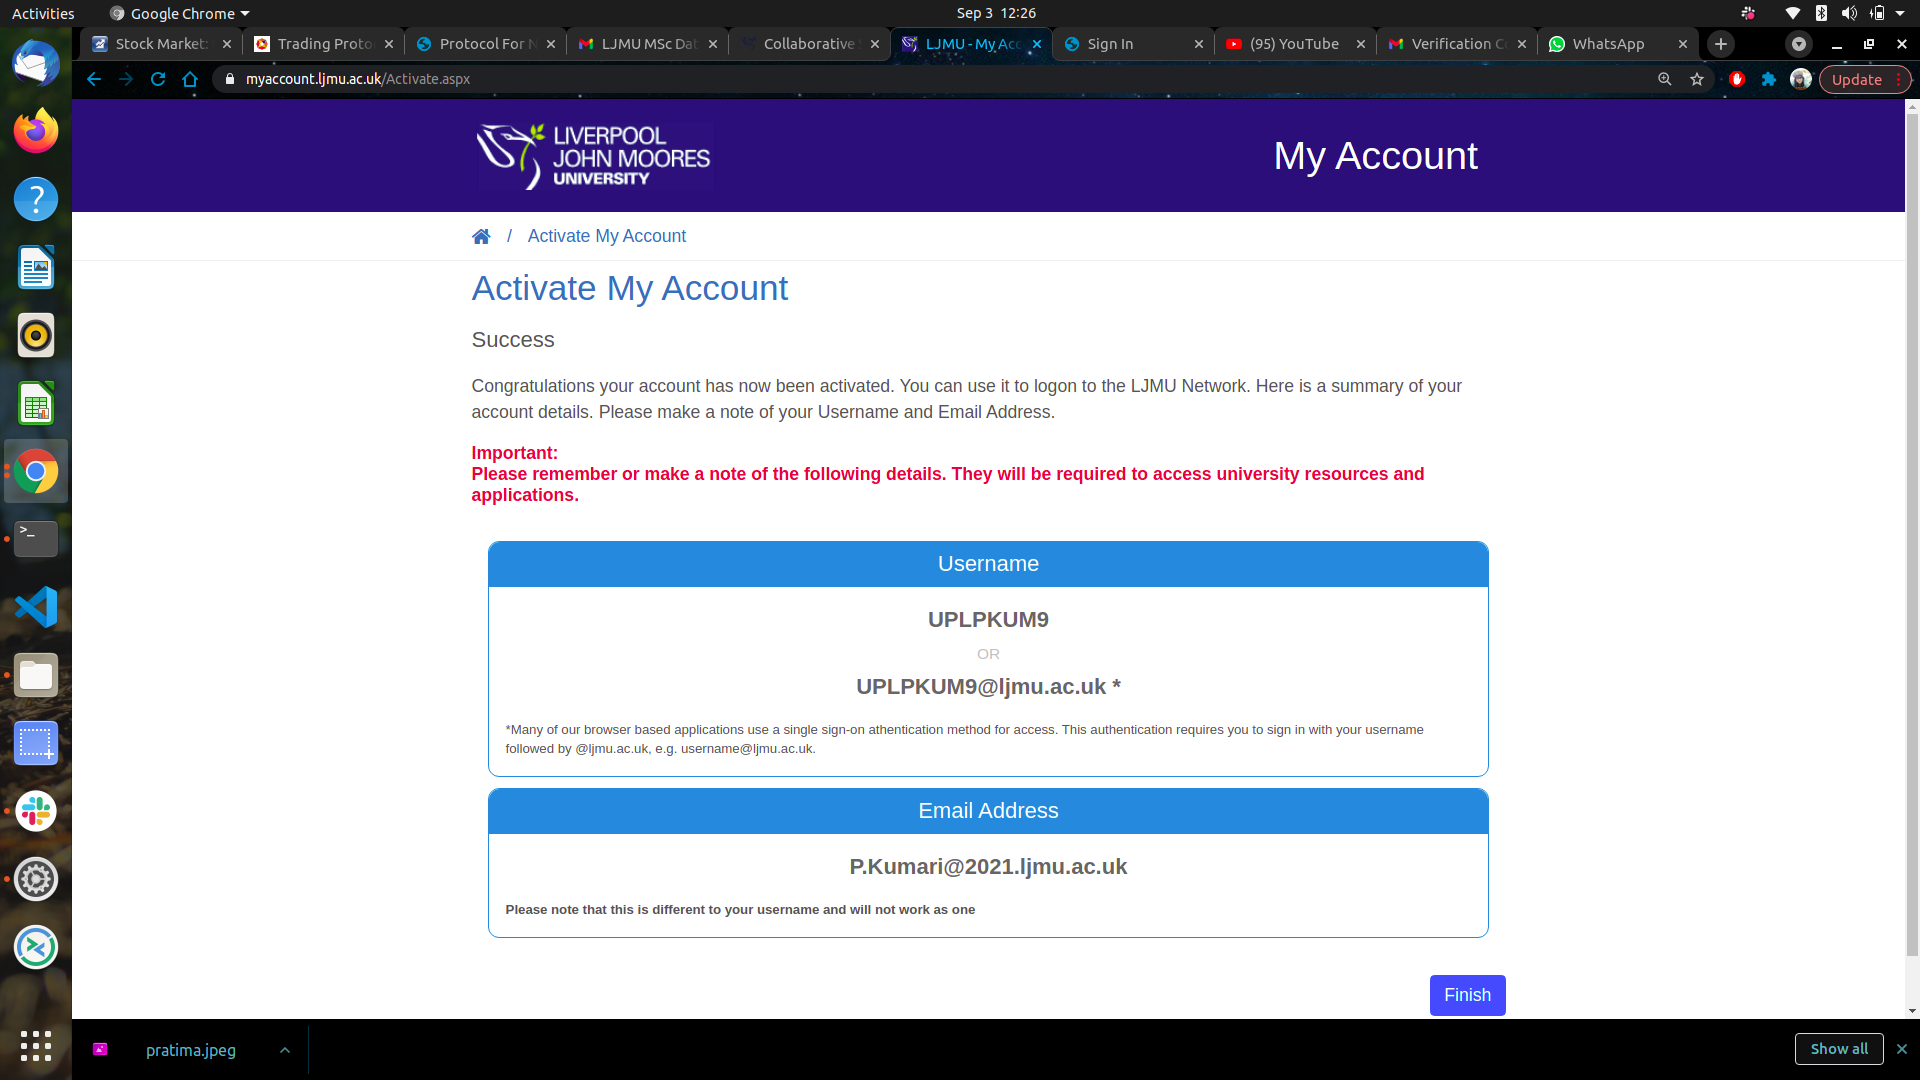 Activities
Google Chrome
Sep 3 12:26
Stock Market:
Trading Proto
Protocol For N
LJMU MSc Dat
Collaborative S
LJMU - My Acc
Sign In
(95) YouTube
Verification Co
WhatsApp
myaccount.ljmu.ac.uk/Activate.aspx
Update
LIVERPOOL
JOHN MOORES
UNIVERSITY
My Account
/ Activate My Account
Activate My Account
Success
Congratulations your account has now been activated. You can use it to logon to the LJMU Network. Here is a summary of your
account details. Please make a note of your Username and Email Address.
Important:
Please remember or make a note of the following details. They will be required to access university resources and
applications.
Username
UPLPKUM9
OR
UPLPKUM9@ljmu.ac.uk *
*Many of our browser based applications use a single sign-on athentication method for access. This authentication requires you to sign in with your username
followed by @ljmu.ac.uk, e.g. username@ljmu.ac.uk.
Email Address
P.Kumari@2021.ljmu.ac.uk
Please note that this is different to your username and will not work as one
Finish
pratima.jpeg
Show all